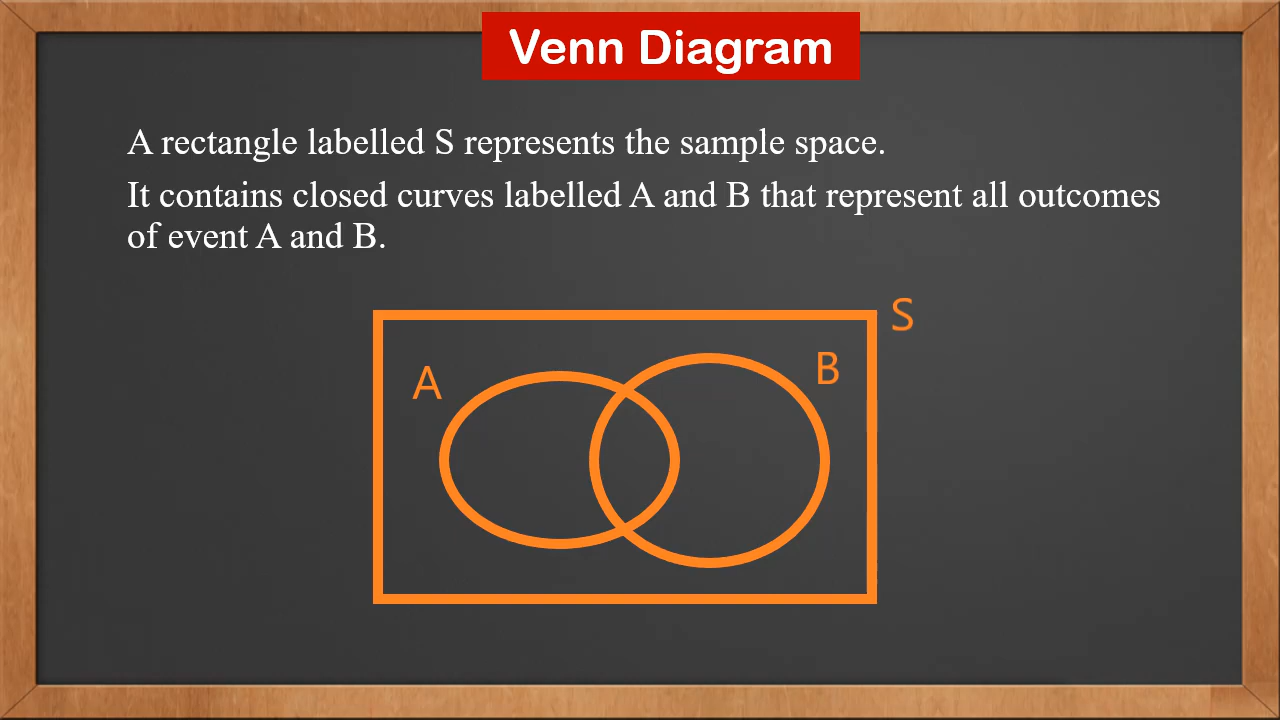 Venn Diagram
A rectangle labelled S represents the sample space.
It contains closed curves labelled A and B that represent all outcomes
of event A and B.
S
A
B